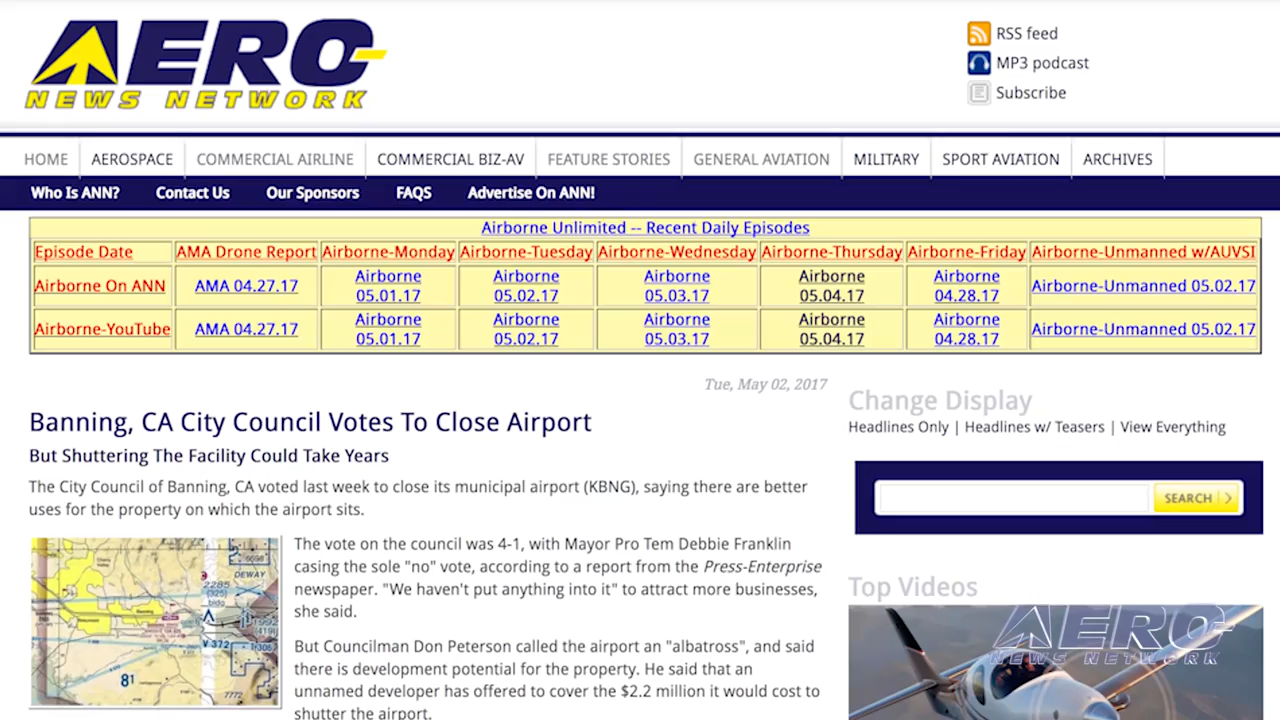 AERO
NEWS NETWORK
RSS feed
MP3 podcast
Subscribe
HOME AEROSPACE COMMERCIAL AIRLINE COMMERCIAL BIZ-AV FEATURE STORIES GENERAL AVIATION MILITARY SPORT AVIATION ARCHIVES
Who Is ANN? Contact Us Our Sponsors FAQS Advertise On ANN!
Airborne Unlimited -- Recent Daily Episodes
Episode Date AMA Drone Report Airborne-Monday Airborne-Tuesday Airborne-Wednesday Airborne-Thursday Airborne-Friday Airborne-Unmanned w/AUVSI
Airborne On ANN AMA 04.27.17 Airborne 05.01.17 Airborne 05.02.17 Airborne 05.03.17 Airborne 05.04.17 Airborne 04.28.17 Airborne-Unmanned 05.02.17
Airborne-YouTube AMA 04.27.17 Airborne 05.01.17 Airborne 05.02.17 Airborne 05.03.17 Airborne 05.04.17 Airborne 04.28.17 Airborne-Unmanned 05.02.17
Tue, May 02, 2017
Banning, CA City Council Votes To Close Airport
But Shuttering The Facility Could Take Years
The City Council of Banning, CA voted last week to close its municipal airport (KBNG), saying there are better
uses for the property on which the airport sits.
The vote on the council was 4-1, with Mayor Pro Tem Debbie Franklin
casing the sole "no" vote, according to a report from the Press-Enterprise
newspaper. "We haven't put anything into it" to attract more businesses,
she said.
But Councilman Don Peterson called the airport an "albatross", and said
there is development potential for the property. He said that an
unnamed developer has offered to cover the $2.2 million it would cost to
shutter the airport.
DEWAY
2285
(325)
bldg
1992
(419)
V 372
8¹
7772
Change Display
Headlines Only | Headlines w/ Teasers | View Everything
SEARCH
Top Videos
AERO
NEWS NETWORK